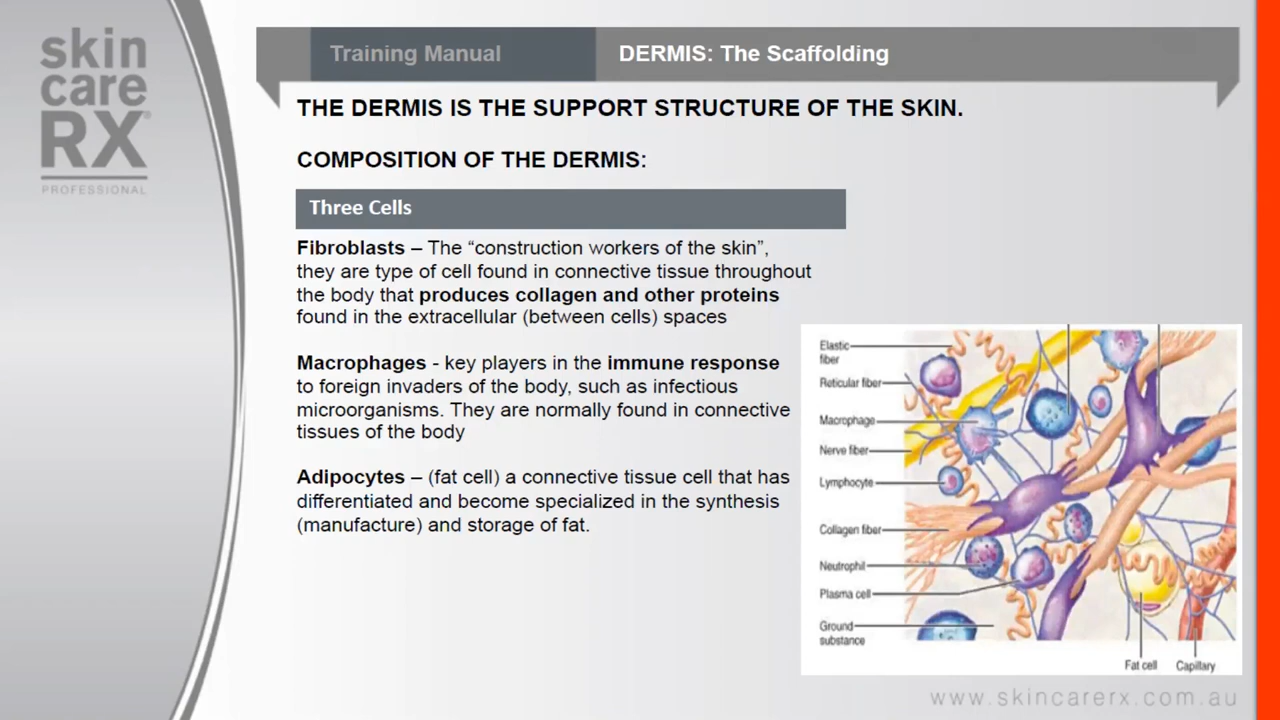 skin
care
RX®
PROFESSIONAL
Training Manual
DERMIS: The Scaffolding
THE DERMIS IS THE SUPPORT STRUCTURE OF THE SKIN.
COMPOSITION OF THE DERMIS:
Three Cells
Fibroblasts – The “construction workers of the skin”,
they are type of cell found in connective tissue throughout
the body that produces collagen and other proteins
found in the extracellular (between cells) spaces
Macrophages - key players in the immune response
to foreign invaders of the body, such as infectious
microorganisms. They are normally found in connective
tissues of the body
Adipocytes – (fat cell) a connective tissue cell that has
differentiated and become specialized in the synthesis
(manufacture) and storage of fat.
Elastic
fiber
Reticular fiber
Macrophage
Nerve fiber
Lymphocyte
Collagen fiber
Neutrophil
Plasma cell
Ground
substance
Fat cell
Capillary
www.skincarerx.com.au